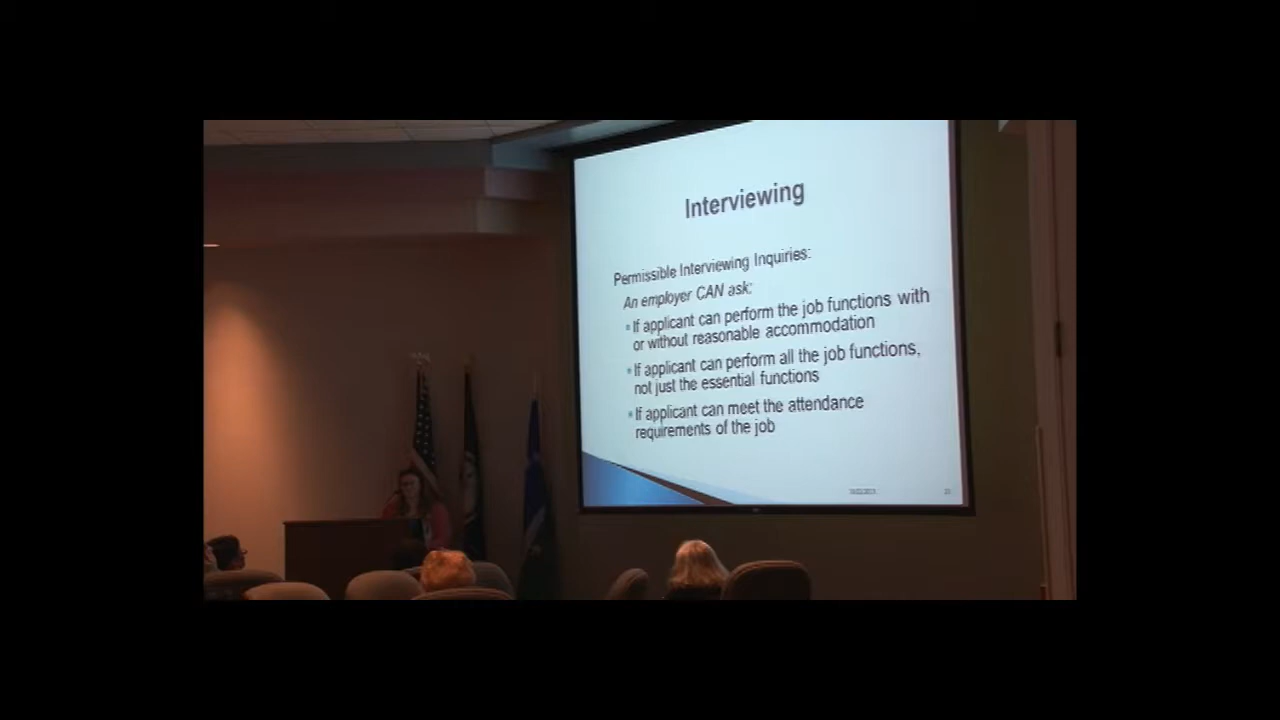 Interviewing
Permissible Interviewing Inquiries:
An employer CAN ask:
If applicant can perform the job functions with
or without reasonable accommodation
If applicant can perform all the job functions,
not just the essential functions
If applicant can meet the attendance
requirements of the job